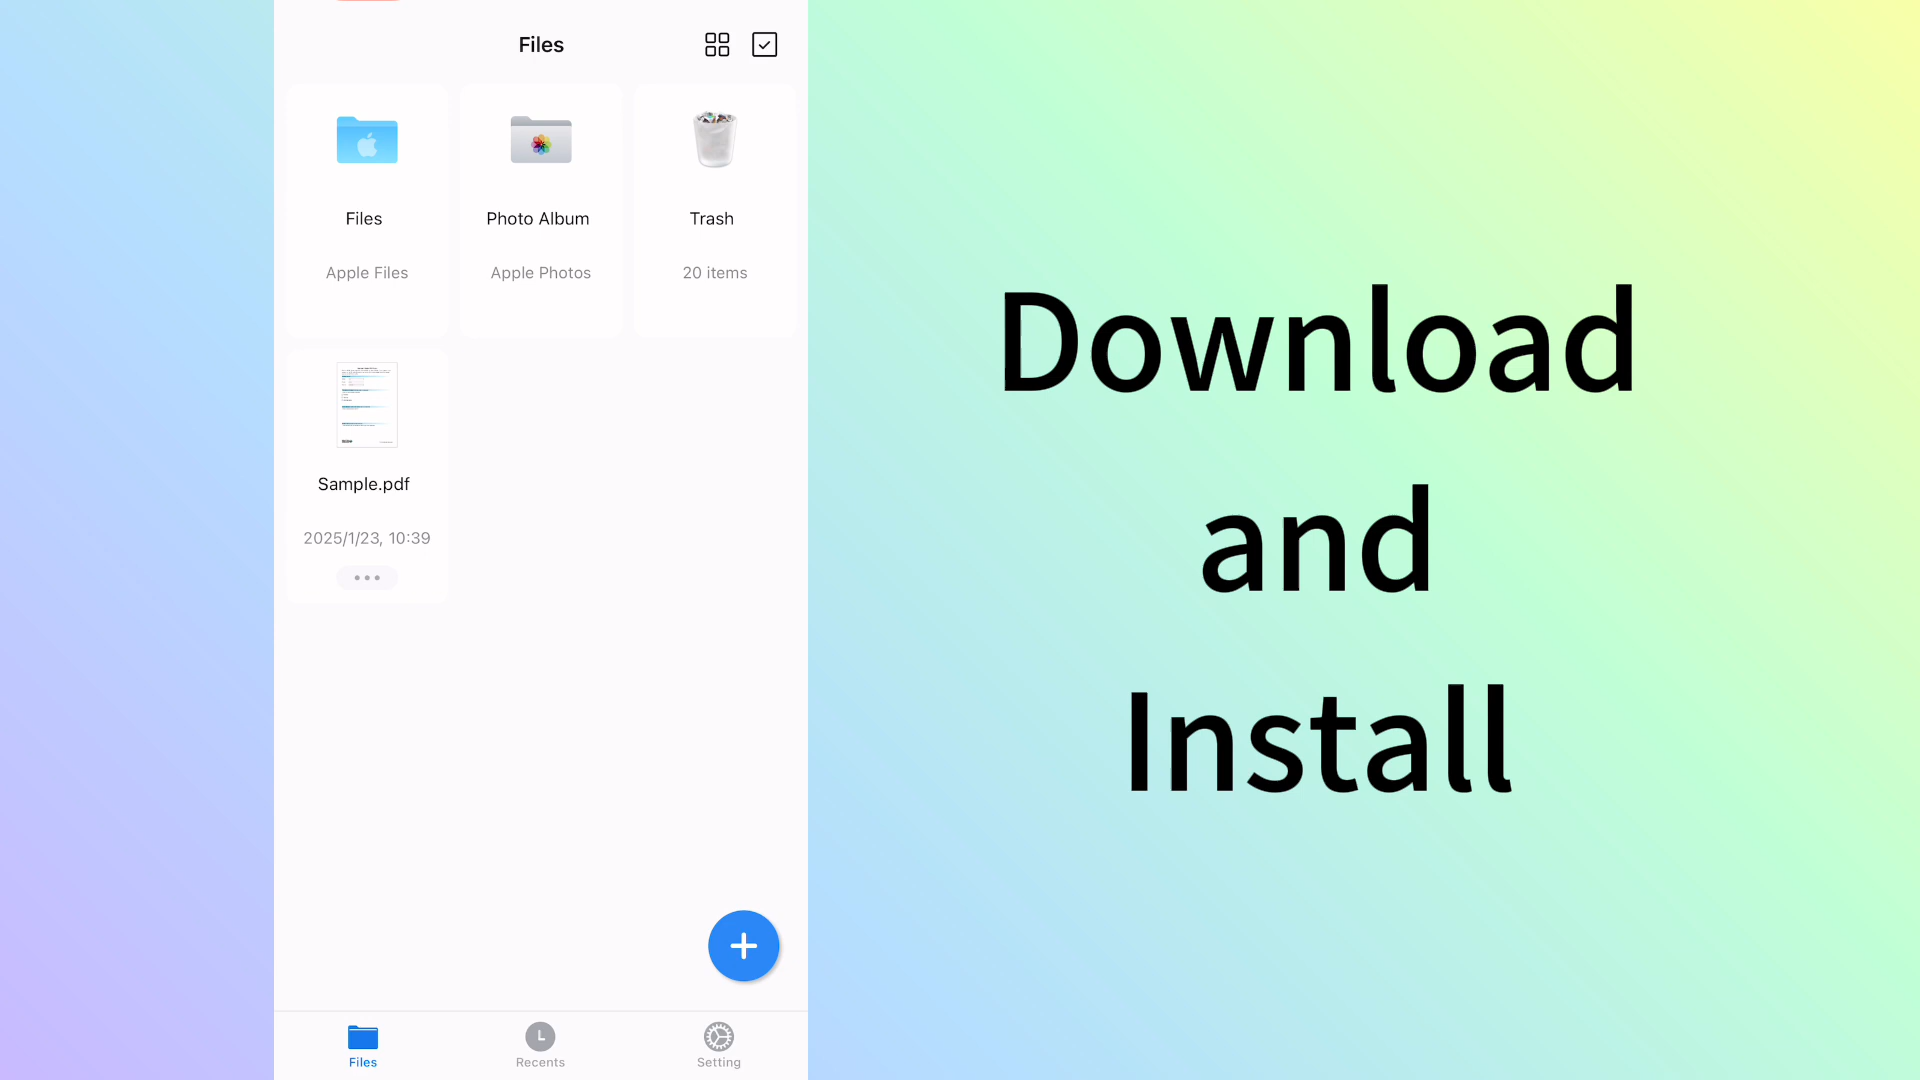 Files
Files
Photo Album
Trash
Apple Files
Apple Photos
20 items
Sample.pdf
2025/1/23, 10:39
Files
Recents
Setting
Download
and
Install